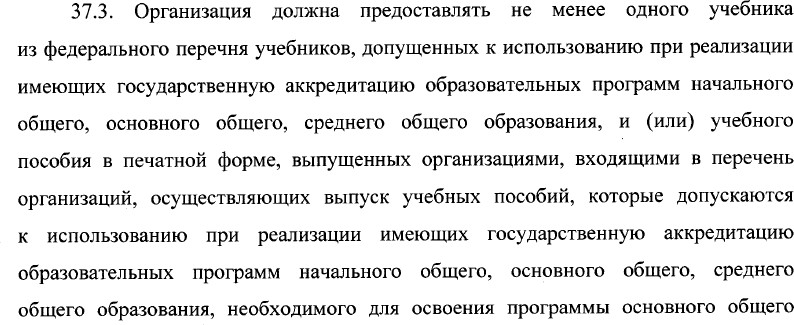 37.3. Организация должна предоставлять не менее одного учебника
из федерального перечня учебников, допущенных к использованию при реализации
имеющих государственную аккредитацию образовательных программ начального
общего, основного общего, среднего общего образования, и (или) учебного
пособия в печатной форме, выпущенных организациями, входящими в перечень
организаций, осуществляющих выпуск учебных пособий, которые допускаются
к использованию при реализации имеющих государственную аккредитацию
образовательных программ начального общего, основного общего, среднего
общего образования, необходимого для освоения программы основного общего